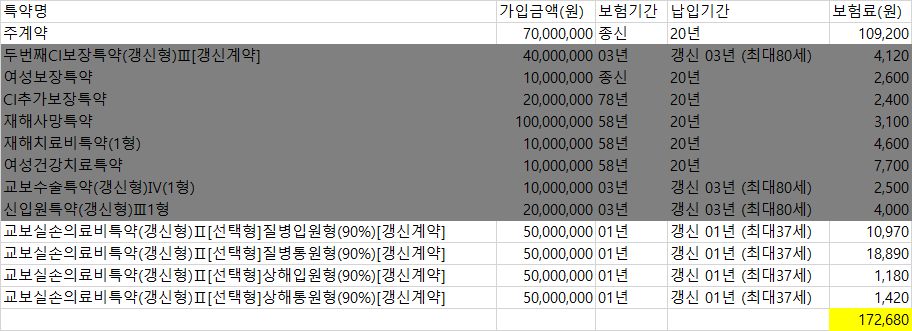 특약명 가입금액(원) 보험기간 납입기간 보험료(원)
주계약 70,000,000 종신 20년 109,200
두번째CI보장특약(갱신형)Ⅲ[갱신계약] 40,000,000 03년 갱신 03년 (최대80세) 4,120
여성보장특약 10,000,000 종신 20년 2,600
CI추가보장특약 20,000,000 78년 20년 2,400
재해사망특약 100,000,000 58년 20년 3,100
재해치료비특약(1형) 10,000,000 58년 20년 4,600
여성건강치료특약 10,000,000 58년 20년 7,700
교보수술특약(갱신형)Ⅳ(1형) 10,000,000 03년 갱신 03년 (최대80세) 2,500
신입원특약(갱신형)Ⅲ1형 20,000,000 03년 갱신 03년 (최대80세) 4,000
교보실손의료비특약(갱신형)Ⅱ[선택형]질병입원형(90%)[갱신계약] 50,000,000 01년 갱신 01년 (최대37세) 10,970
교보실손의료비특약(갱신형)Ⅱ[선택형]질병통원형(90%)[갱신계약] 50,000,000 01년 갱신 01년 (최대37세) 18,890
교보실손의료비특약(갱신형)Ⅱ[선택형]상해입원형(90%)[갱신계약] 50,000,000 01년 갱신 01년 (최대37세) 1,180
교보실손의료비특약(갱신형)Ⅱ[선택형]상해통원형(90%)[갱신계약] 50,000,000 01년 갱신 01년 (최대37세) 1,420
172,680